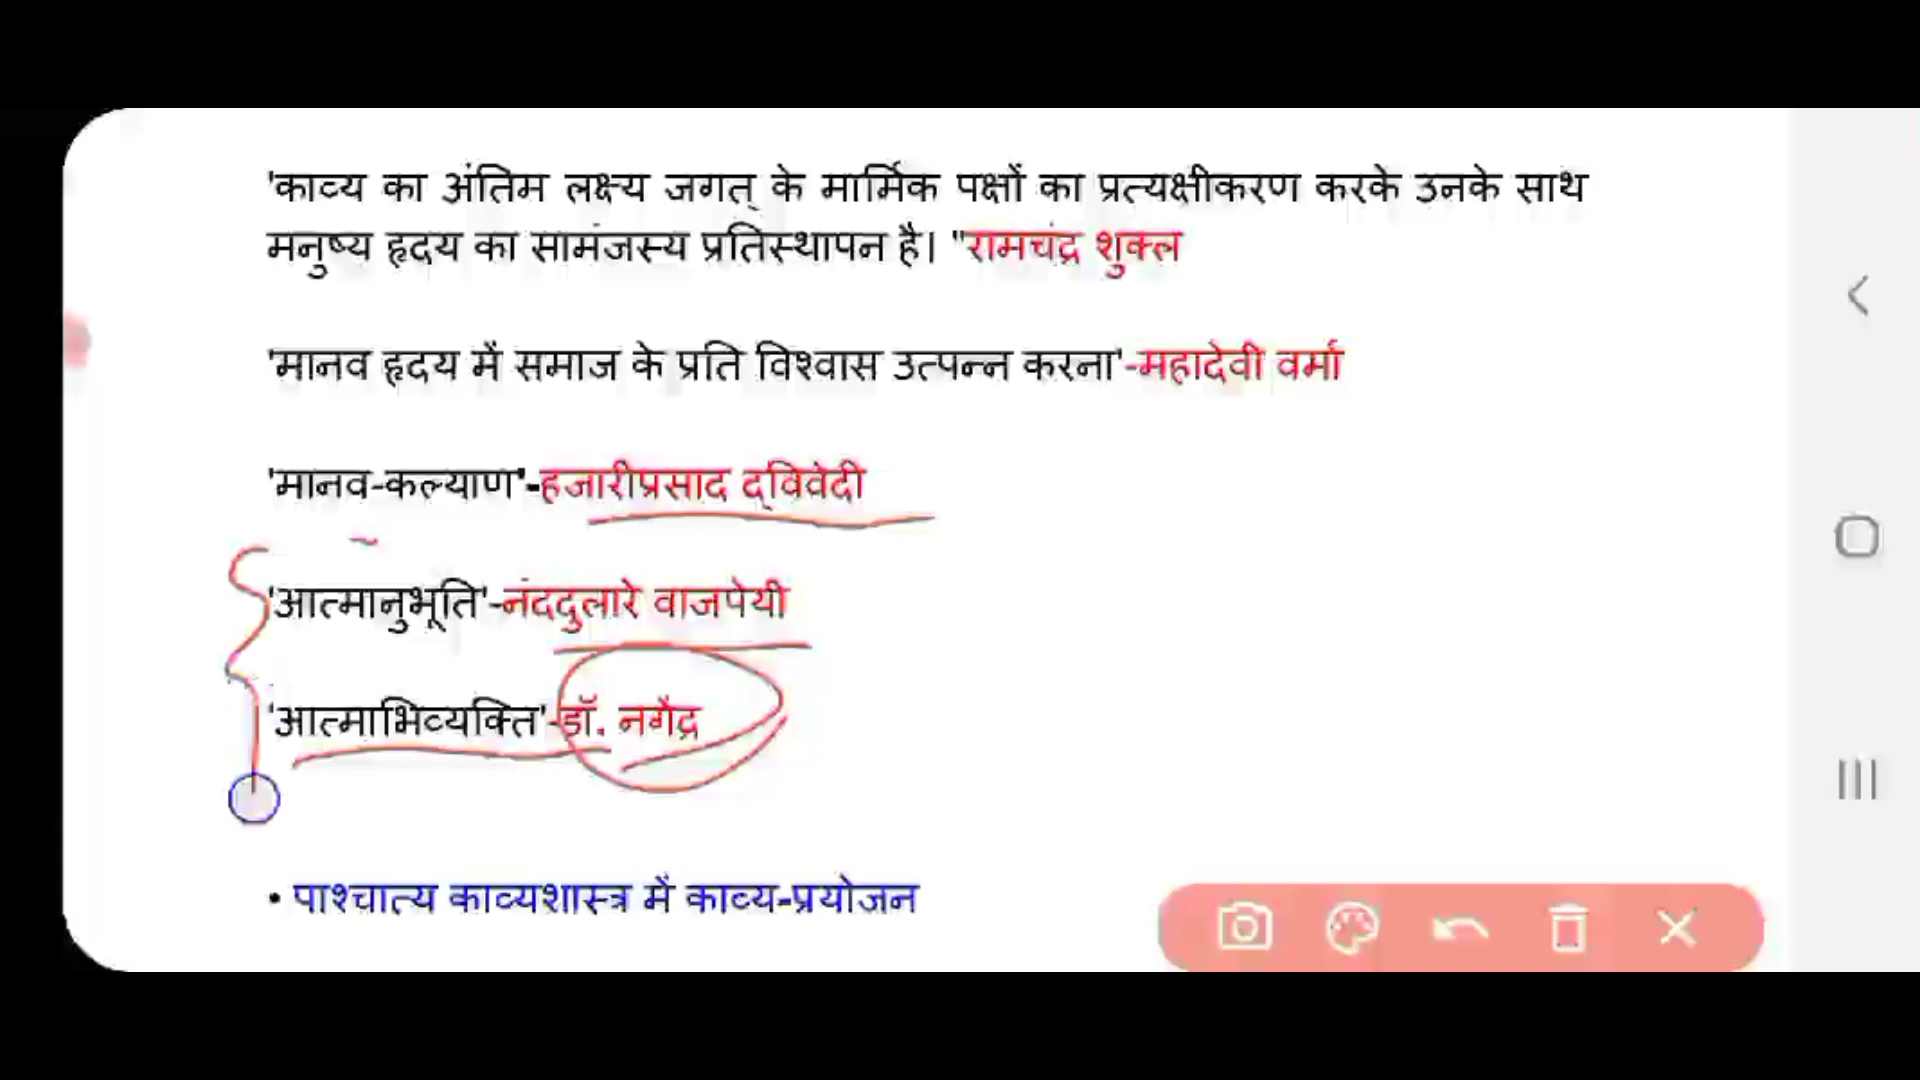 'काव्य का अंतिम लक्ष्य जगत् के मार्मिक पक्षों का प्रत्यक्षीकरण करके उनके साथ
मनुष्य हृदय का सामंजस्य प्रतिस्थापन है। "रामचंद्र शुक्ल
'मानव हृदय में समाज के प्रति विश्वास उत्पन्न करना'-महादेवी वर्मा
'मानव-कल्याण'-हजारीप्रसाद द्विवेदी
'आत्मानुभूति'-नंददुलारे वाजपेयी
'आत्माभिव्यक्ति'-डॉ. नगैद्र
• पाश्चात्य काव्यशास्त्र में काव्य-प्रयोजन